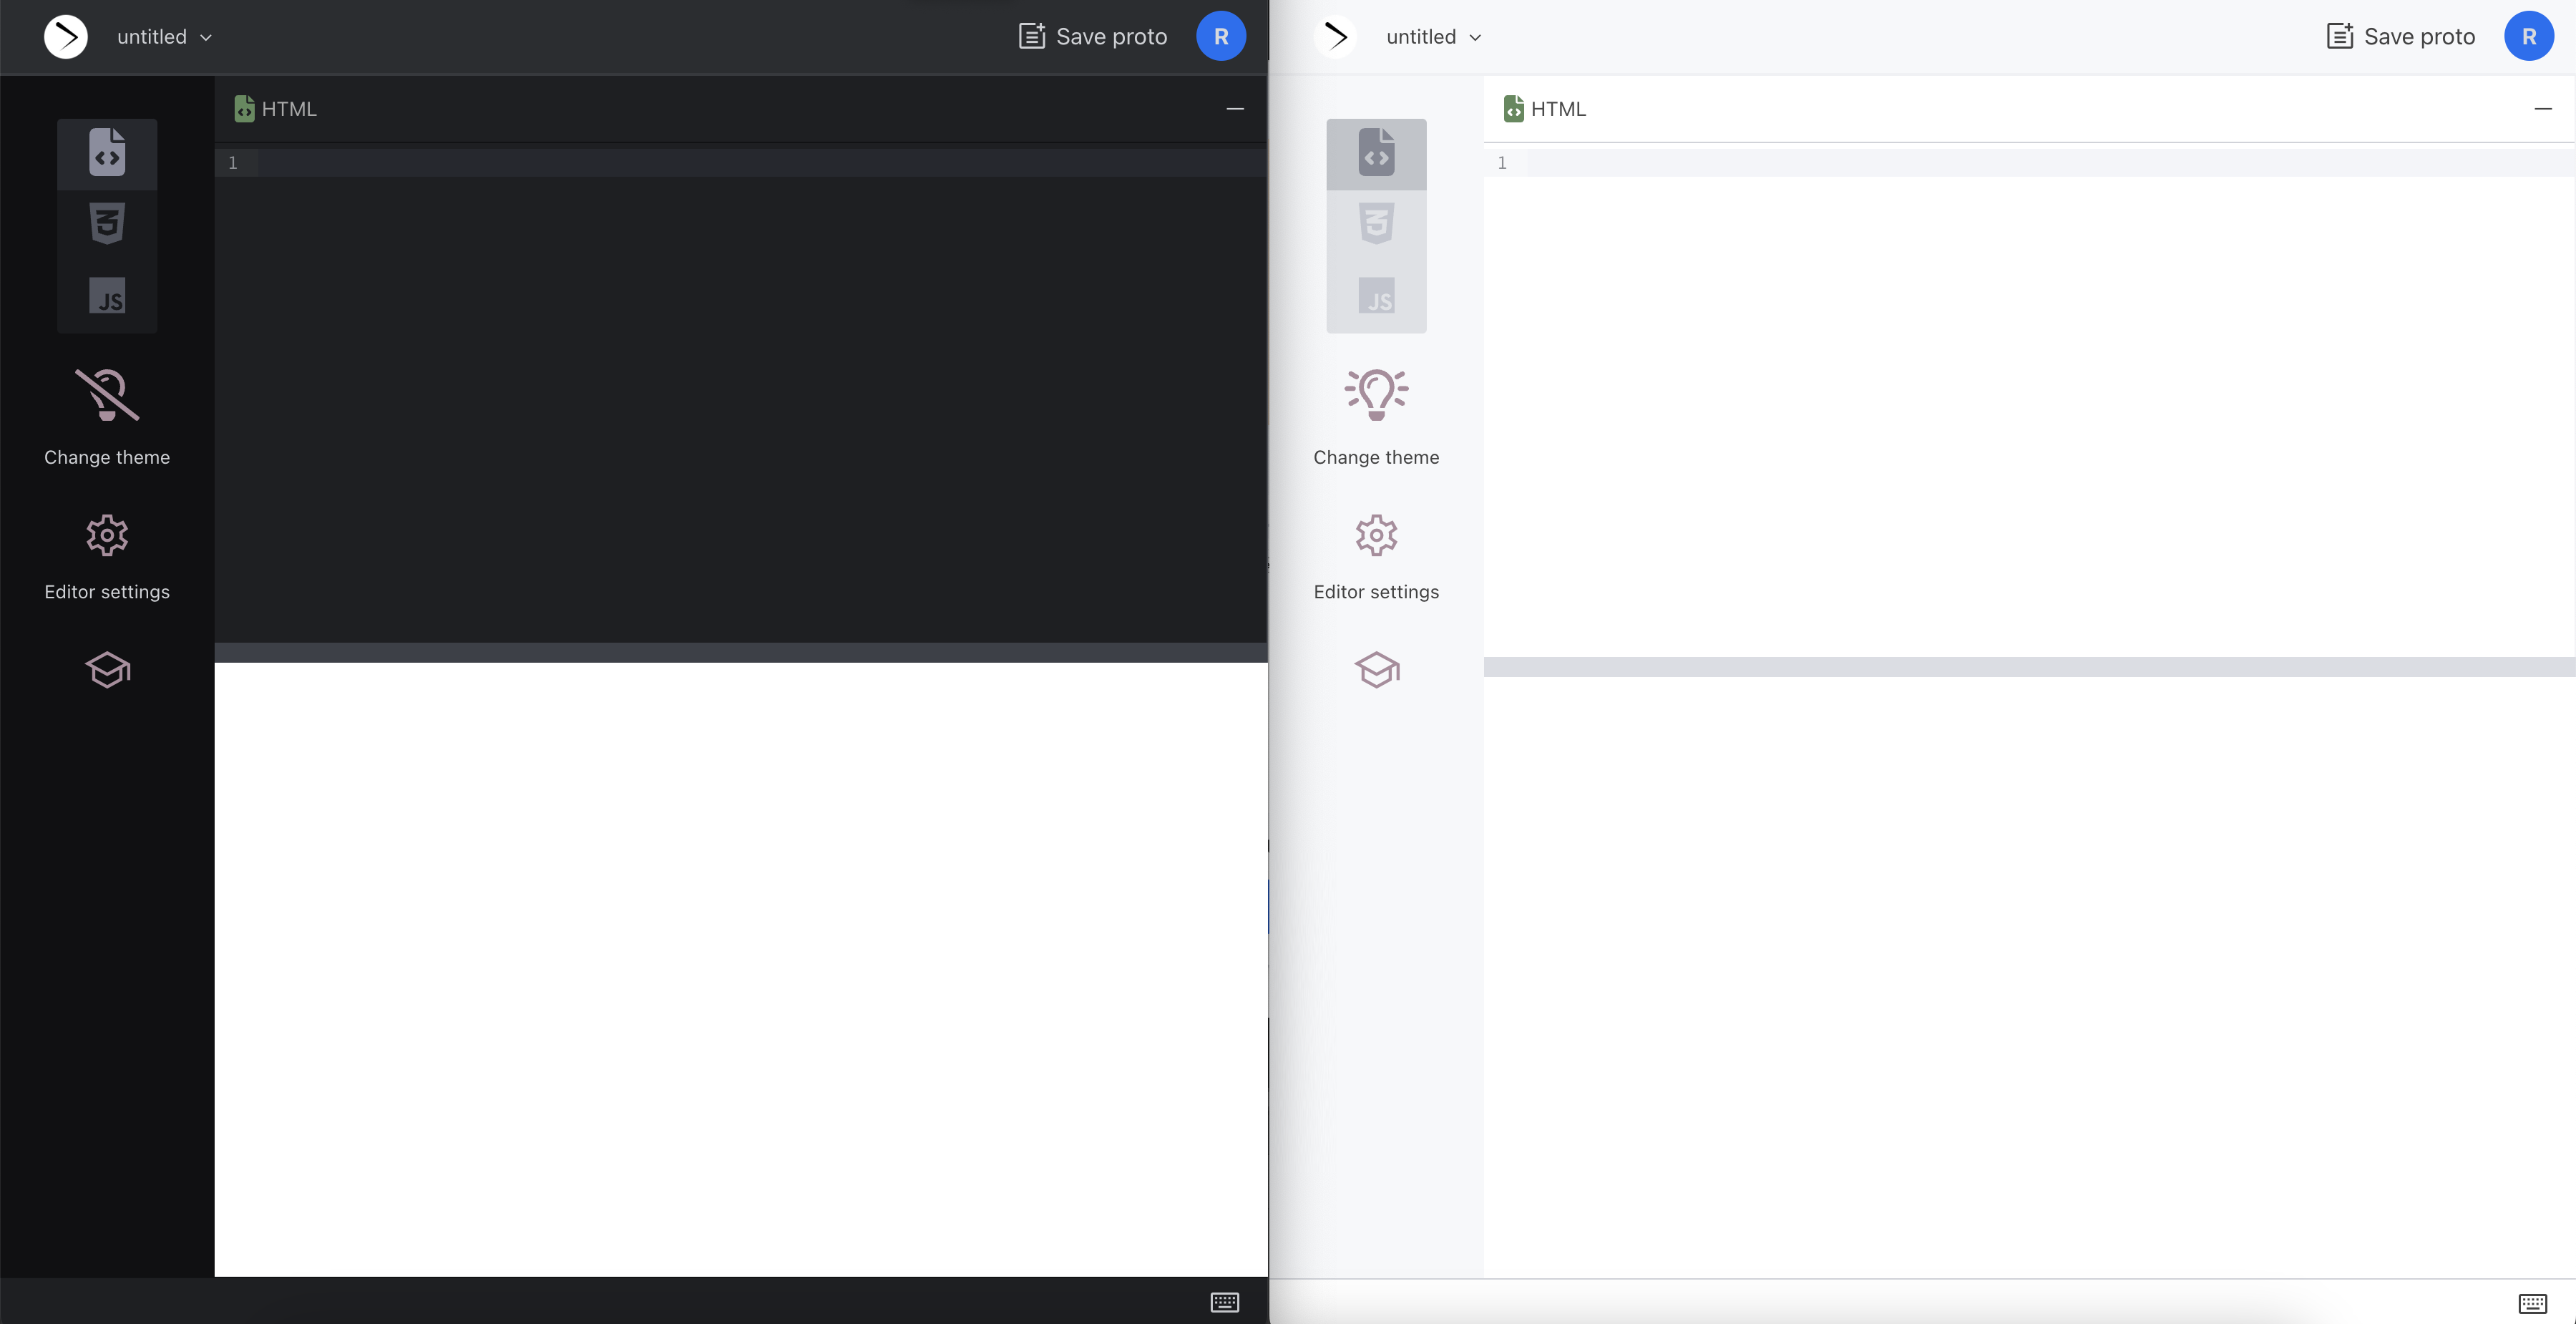 untitled
Save proto
R
HTML
1
JS
Change theme
Editor settings
untitled
Save proto
R
HTML
1
JS
Change theme
Editor settings